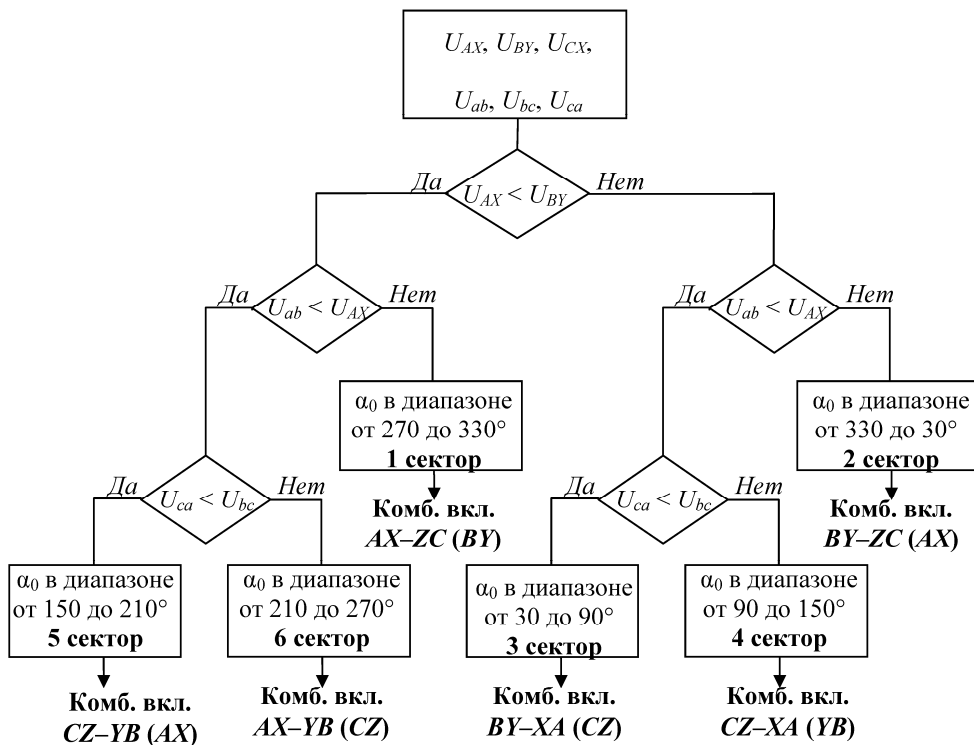 U_AX, U_BY, U_CX,
U_ab, U_bc, U_ca
Да
U_AX < U_BY
Нет
Да
U_ab < U_AX
Нет
Да
U_ab < U_AX
Нет
α₀ в диапазоне
от 270 до 330°
1 сектор
α₀ в диапазоне
от 330 до 30°
2 сектор
Да
U_ca < U_bc
Нет
Да
U_ca < U_bc
Нет
Комб. вкл.
AX–ZC (BY)
Комб. вкл.
BY–ZC (AX)
α₀ в диапазоне
от 150 до 210°
5 сектор
α₀ в диапазоне
от 210 до 270°
6 сектор
α₀ в диапазоне
от 30 до 90°
3 сектор
α₀ в диапазоне
от 90 до 150°
4 сектор
Комб. вкл.
CZ–YB (AX)
Комб. вкл.
AX–YB (CZ)
Комб. вкл.
BY–XA (CZ)
Комб. вкл.
CZ–XA (YB)